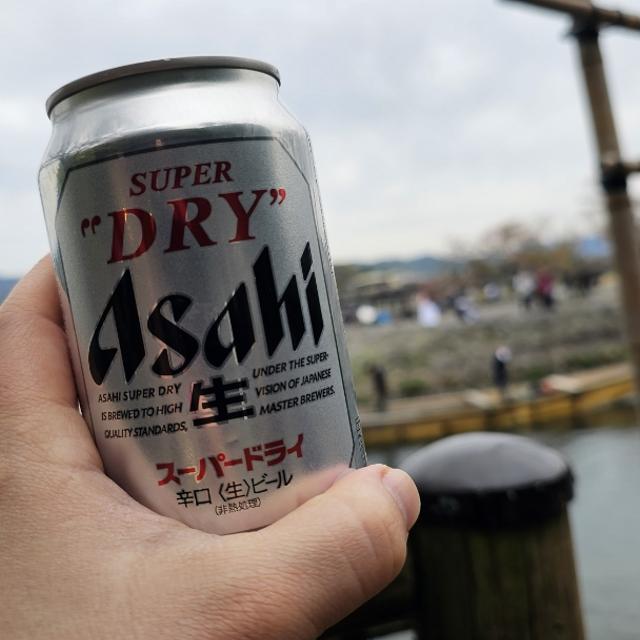 SUPER
"DRY"
Asahi
ASAHI SUPER DRY
IS BREWED TO HIGH
QUALITY STANDARDS,
生
UNDER THE SUPER-
VISION OF JAPANESE
MASTER BREWERS.
スーパードライ
辛口〈生〉ビール
(非熱処理)